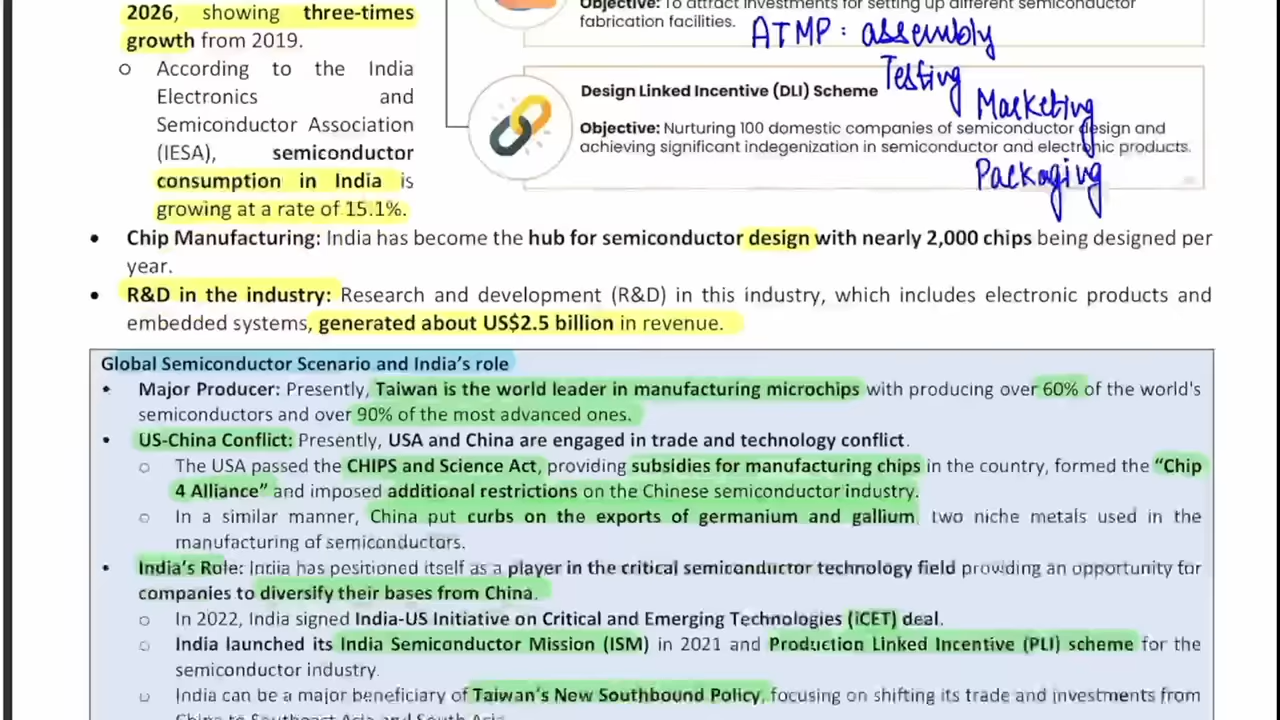 2026, showing three-times
growth from 2019.
o According to the India
Electronics and
Semiconductor Association
(IESA), semiconductor
consumption in India is
growing at a rate of 15.1%.
Objective: To attract investments for setting up different semiconductor
fabrication facilities.
ATMP : assembly
Testing
Marketing
Packaging
Design Linked Incentive (DLI) Scheme
Objective: Nurturing 100 domestic companies of semiconductor design and
achieving significant indegenization in semiconductor and electronic products.
• Chip Manufacturing: India has become the hub for semiconductor design with nearly 2,000 chips being designed per
year.
• R&D in the industry: Research and development (R&D) in this industry, which includes electronic products and
embedded systems, generated about US$2.5 billion in revenue.
Global Semiconductor Scenario and India's role
• Major Producer: Presently, Taiwan is the world leader in manufacturing microchips with producing over 60% of the world's
semiconductors and over 90% of the most advanced ones.
• US-China Conflict: Presently, USA and China are engaged in trade and technology conflict.
o The USA passed the CHIPS and Science Act, providing subsidies for manufacturing chips in the country, formed the “Chip
4 Alliance” and imposed additional restrictions on the Chinese semiconductor industry.
o In a similar manner, China put curbs on the exports of germanium and gallium, two niche metals used in the
manufacturing of semiconductors.
• India's Role: India has positioned itself as a player in the critical semiconductor technology field providing an opportunity for
companies to diversify their bases from China.
o In 2022, India signed India-US Initiative on Critical and Emerging Technologies (iCET) deal.
o India launched its India Semiconductor Mission (ISM) in 2021 and Production Linked Incentive (PLI) scheme for the
semiconductor industry.
o India can be a major beneficiary of Taiwan's New Southbound Policy, focusing on shifting its trade and investments from
China to Southeast Asia and South Asia.